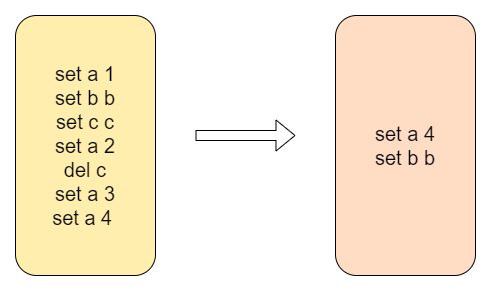 set a 1
set b b
set c c
set a 2
del c
set a 3
set a 4
set a 4
set b b